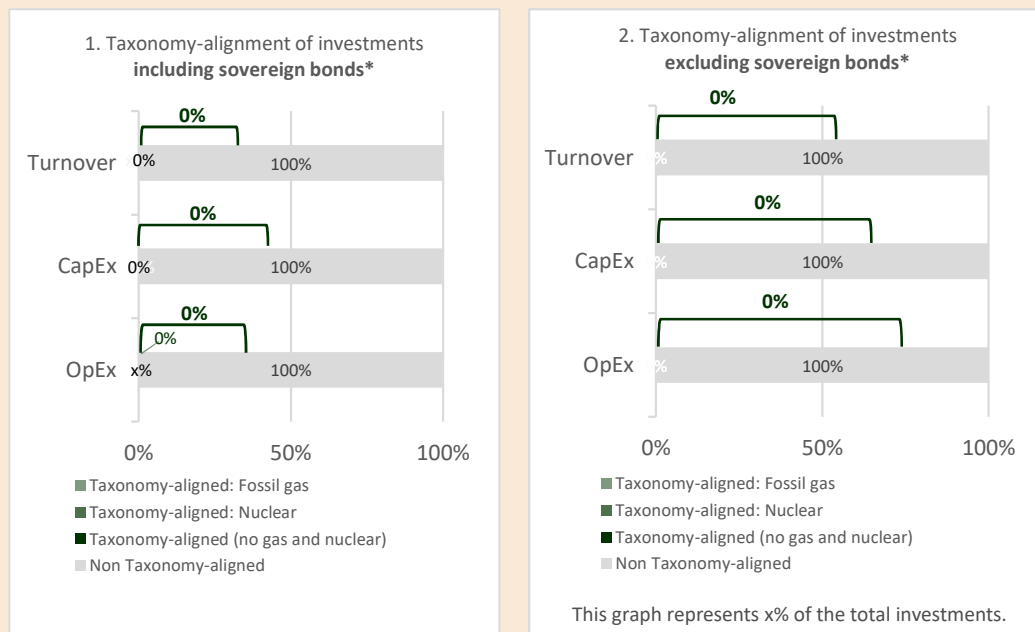 1. Taxonomy-alignment of investments
including sovereign bonds*
0%
Turnover
0%
100%
0%
CapEx
0%
100%
0%
0%
OpEx
x%
100%
0%
50%
100%
Taxonomy-aligned: Fossil gas
Taxonomy-aligned: Nuclear
Taxonomy-aligned (no gas and nuclear)
Non Taxonomy-aligned
2. Taxonomy-alignment of investments
excluding sovereign bonds*
0%
Turnover
100%
0%
CapEx
100%
0%
OpEx
100%
0%
50%
100%
Taxonomy-aligned: Fossil gas
Taxonomy-aligned: Nuclear
Taxonomy-aligned (no gas and nuclear)
Non Taxonomy-aligned
This graph represents x% of the total investments.